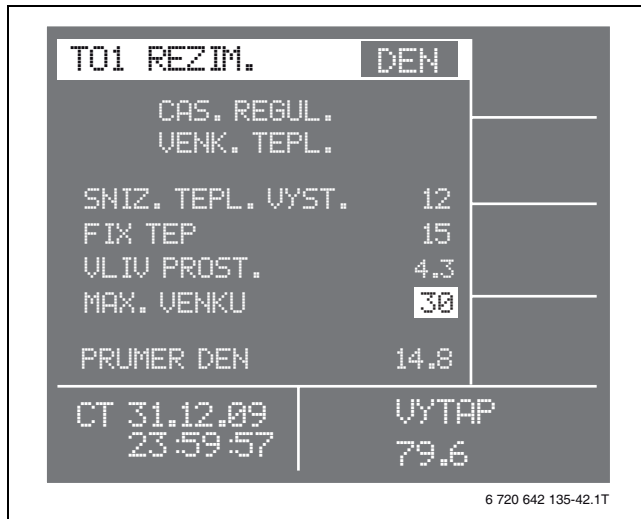 TO1 REZIM. DEN
CAS. REGUL.
VENK. TEPL.
SNIZ. TEPL. VYST. 12
FIX TEP 15
VLIV PROST. 4.3
MAX. VENKU 30
PRUMER DEN 14.8
CT 31.12.09 VYTAP
23:59:57 79.6
6 720 642 135-42.1T